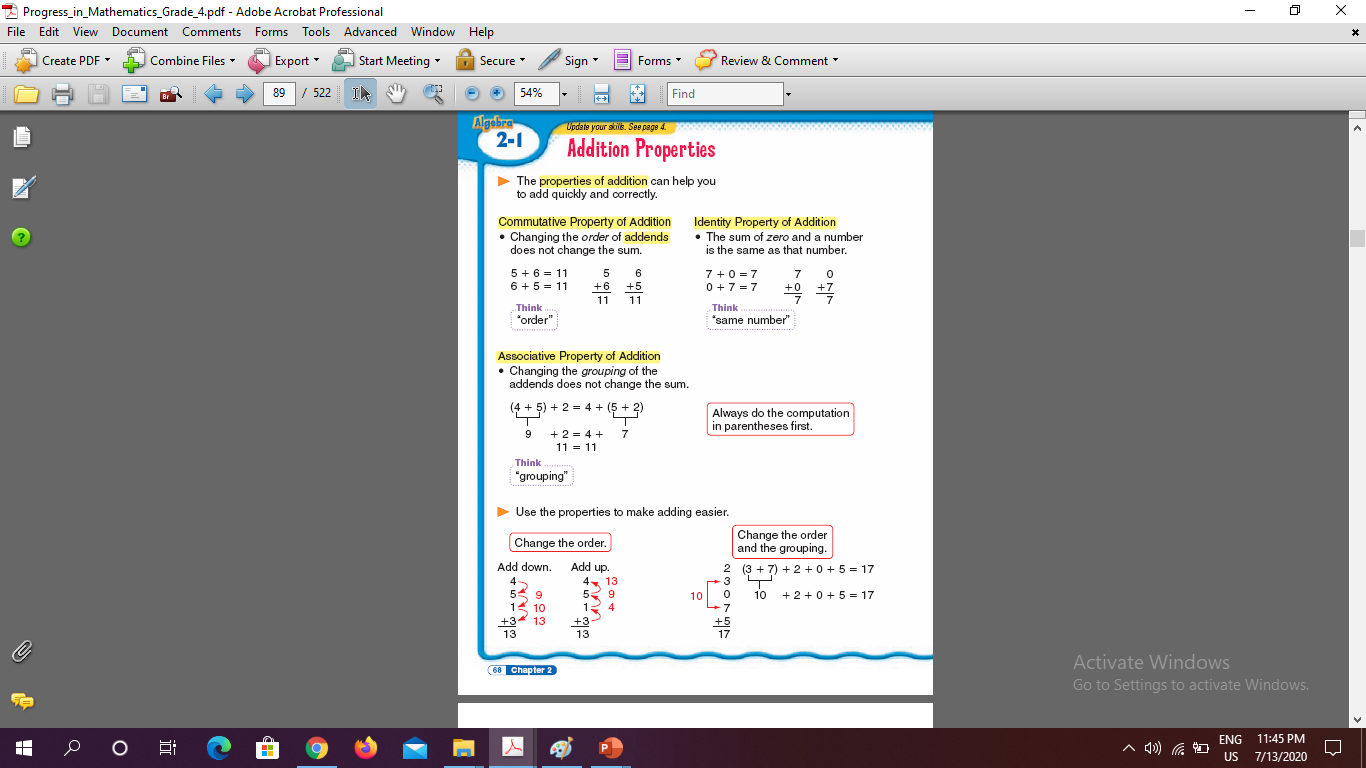 Progress_in_Mathematics_Grade_4.pdf - Adobe Acrobat Professional
File Edit View Document Comments Forms Tools Advanced Window Help
Create PDF Combine Files Export Start Meeting Secure Sign Forms Review & Comment
89 / 522 54% Find
Algebra
2-1
Update your skills. See page 4.
Addition Properties
The properties of addition can help you
to add quickly and correctly.
Commutative Property of Addition
• Changing the order of addends
does not change the sum.
5 + 6 = 11 5 6
6 + 5 = 11 +6 +5
11 11
Think
“order”
Identity Property of Addition
• The sum of zero and a number
is the same as that number.
7 + 0 = 7 7 0
0 + 7 = 7 +0 +7
7 7
Think
“same number”
Associative Property of Addition
• Changing the grouping of the
addends does not change the sum.
(4 + 5) + 2 = 4 + (5 + 2)
9 + 2 = 4 + 7
11 = 11
Always do the computation
in parentheses first.
Think
“grouping”
Use the properties to make adding easier.
Change the order.
Add down. Add up.
4 4 13
5 9 5 9
1 10 1 4
+3 13 +3
13 13
Change the order
and the grouping.
2 (3 + 7) + 2 + 0 + 5 = 17
3
10 0 10 + 2 + 0 + 5 = 17
7
+5
17
68 Chapter 2
Activate Windows
Go to Settings to activate Windows.
ENG 11:45 PM
US 7/13/2020